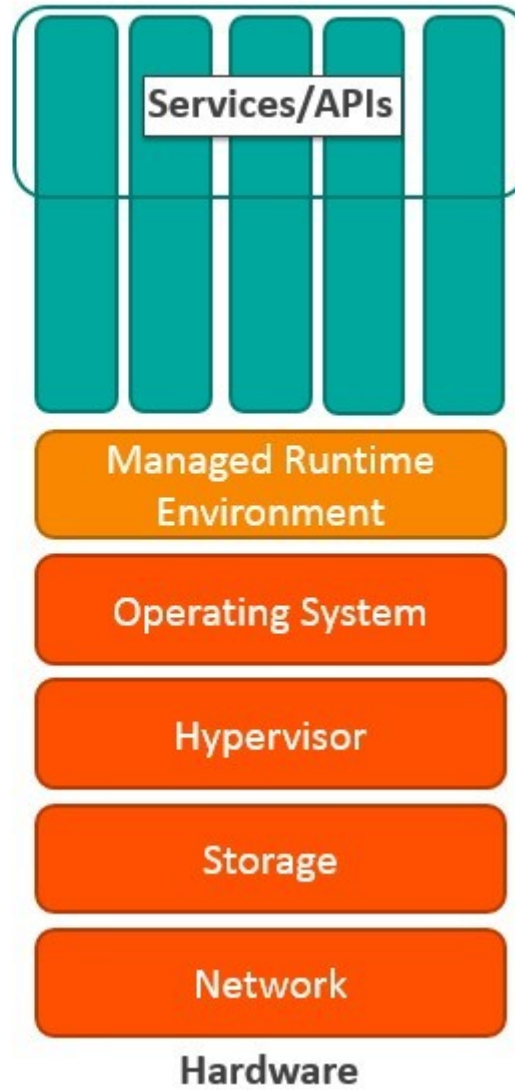 Services/APIs
Managed Runtime
Environment
Operating System
Hypervisor
Storage
Network
Hardware